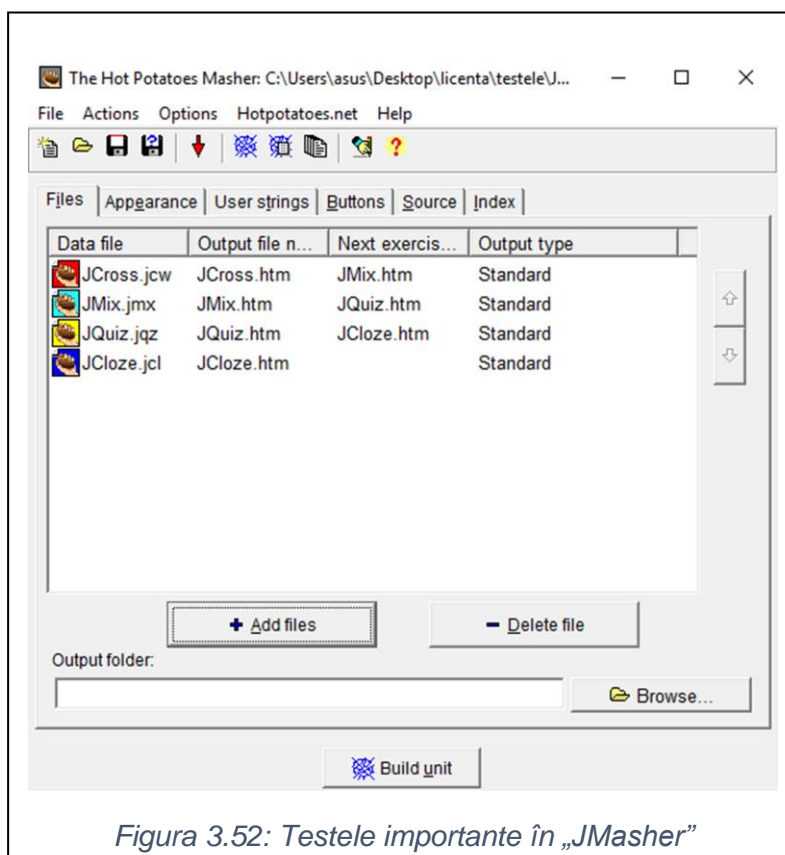 The Hot Potatoes Masher: C:\Users\asus\Desktop\licenta\testele\J...
File Actions Options Hotpotatoes.net Help
Files Appearance User strings Buttons Source Index
Data file Output file n... Next exercis... Output type
JCross.jcw JCross.htm JMix.htm Standard
JMix.jmx JMix.htm JQuiz.htm Standard
JQuiz.jqz JQuiz.htm JCloze.htm Standard
JCloze.jcl JCloze.htm Standard
Add files Delete file
Output folder:
Browse...
Build unit
Figura 3.52: Testele importante în „JMasher”